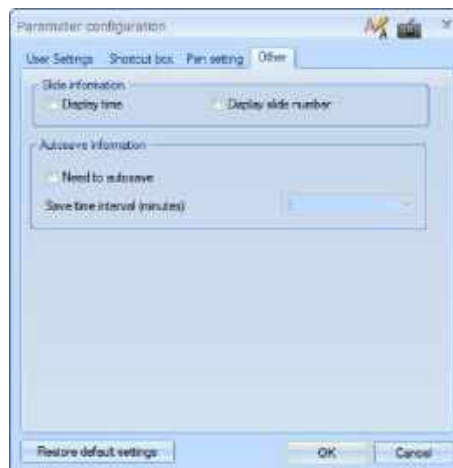 Parameter configuration
User Settings Shortcut box Pen setting Other
Slide information
Display time Display slide number
Autosave information
Need to autosave
Save time interval (minutes)
Restore default settings OK Cancel